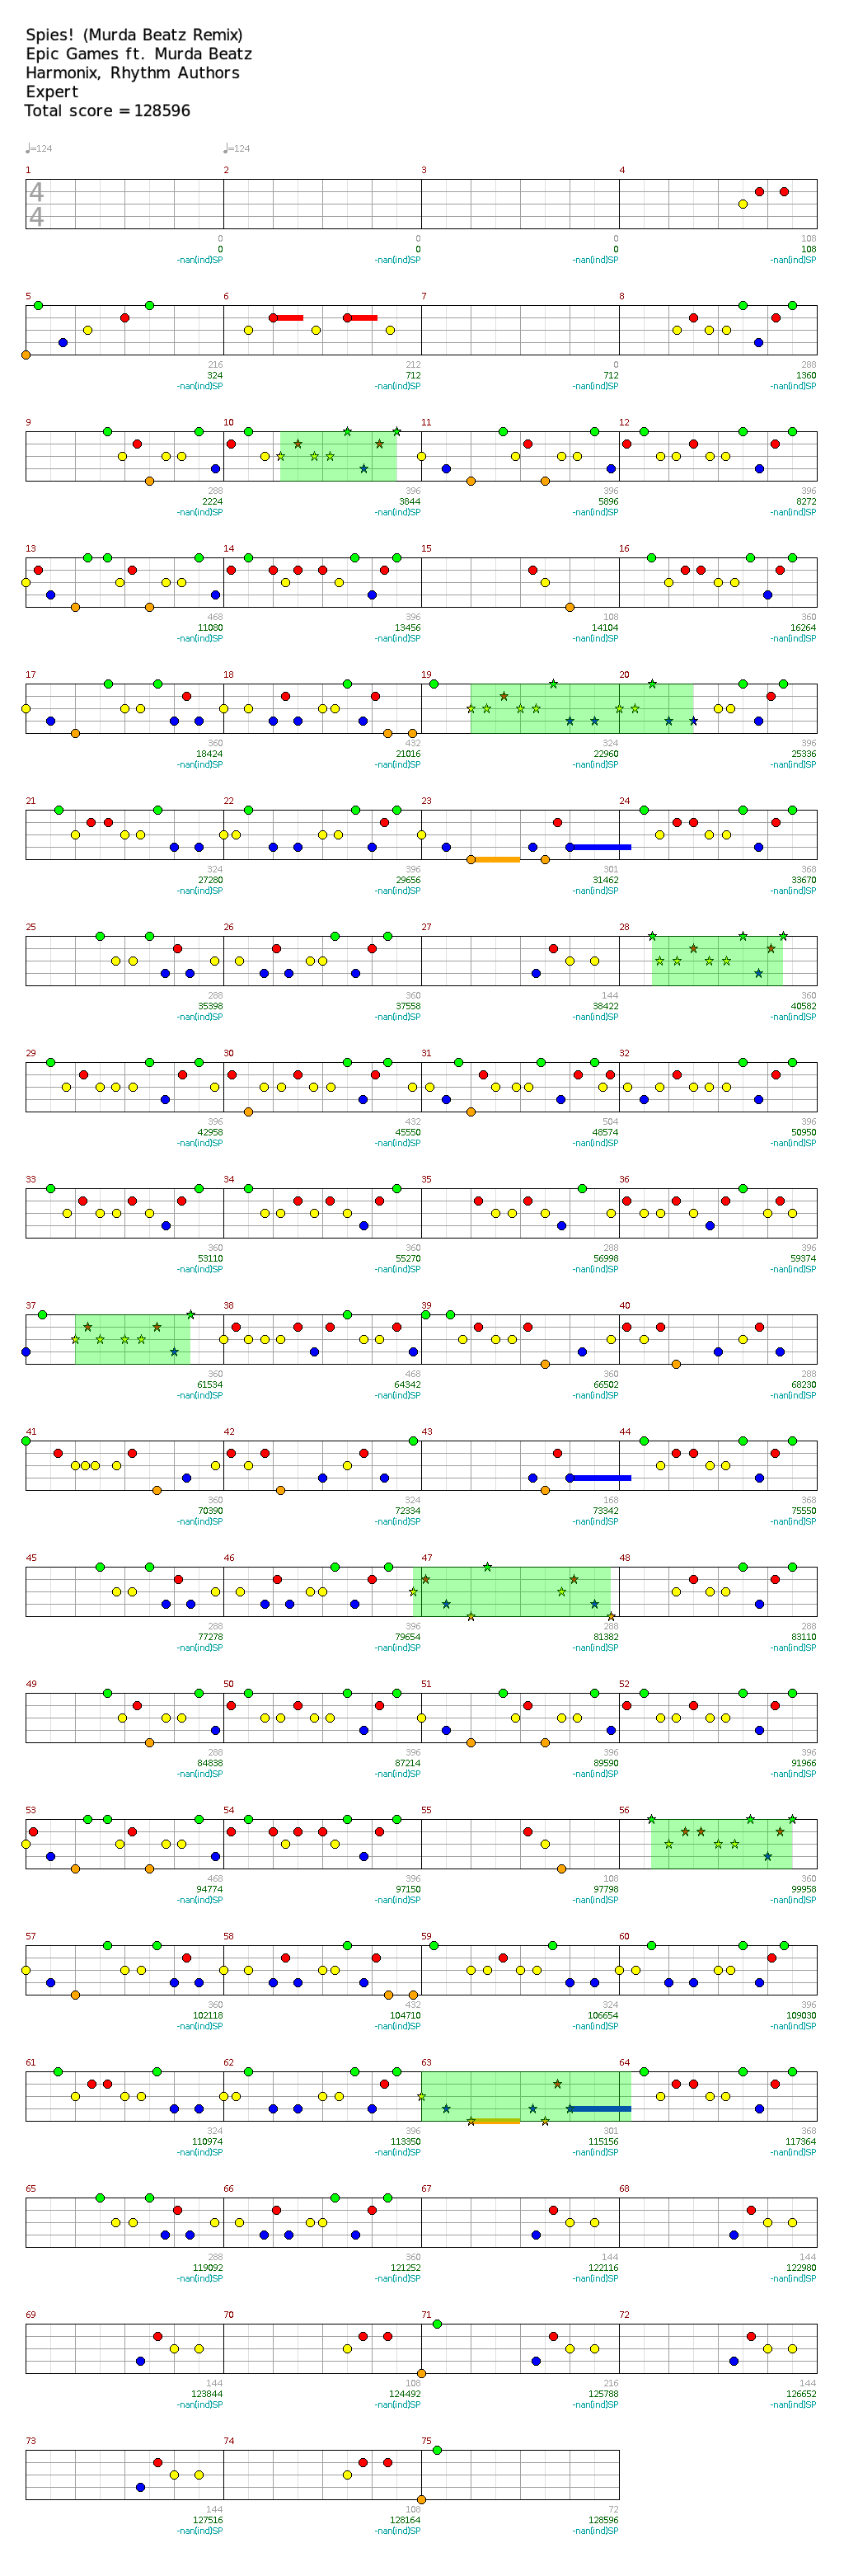 Spies! (Murda Beatz Remix)
Epic Games ft. Murda Beatz
Harmonix, Rhythm Authors
Expert
Total score = 128596
♩=124 ♩=124
1 2 3 4
4
4
0 0 0 108
0 0 0 108
-nan(ind)SP -nan(ind)SP -nan(ind)SP -nan(ind)SP
5 6 7 8
216 212 0 288
324 712 712 1360
-nan(ind)SP -nan(ind)SP -nan(ind)SP -nan(ind)SP
9 10 11 12
288 396 396 396
2224 3844 5896 8272
-nan(ind)SP -nan(ind)SP -nan(ind)SP -nan(ind)SP
13 14 15 16
468 396 108 360
11080 13456 14104 16264
-nan(ind)SP -nan(ind)SP -nan(ind)SP -nan(ind)SP
17 18 19 20
360 432 324 396
18424 21016 22960 25336
-nan(ind)SP -nan(ind)SP -nan(ind)SP -nan(ind)SP
21 22 23 24
324 396 301 368
27280 29656 31462 33670
-nan(ind)SP -nan(ind)SP -nan(ind)SP -nan(ind)SP
25 26 27 28
288 360 144 360
35398 37558 38422 40582
-nan(ind)SP -nan(ind)SP -nan(ind)SP -nan(ind)SP
29 30 31 32
396 432 504 396
42958 45550 48574 50950
-nan(ind)SP -nan(ind)SP -nan(ind)SP -nan(ind)SP
33 34 35 36
360 360 288 396
53110 55270 56998 59374
-nan(ind)SP -nan(ind)SP -nan(ind)SP -nan(ind)SP
37 38 39 40
360 468 360 288
61534 64342 66502 68230
-nan(ind)SP -nan(ind)SP -nan(ind)SP -nan(ind)SP
41 42 43 44
360 324 168 368
70390 72334 73342 75550
-nan(ind)SP -nan(ind)SP -nan(ind)SP -nan(ind)SP
45 46 47 48
288 396 288 288
77278 79654 81382 83110
-nan(ind)SP -nan(ind)SP -nan(ind)SP -nan(ind)SP
49 50 51 52
288 396 396 396
84838 87214 89590 91966
-nan(ind)SP -nan(ind)SP -nan(ind)SP -nan(ind)SP
53 54 55 56
468 396 108 360
94774 97150 97798 99958
-nan(ind)SP -nan(ind)SP -nan(ind)SP -nan(ind)SP
57 58 59 60
360 432 324 396
102118 104710 106654 109030
-nan(ind)SP -nan(ind)SP -nan(ind)SP -nan(ind)SP
61 62 63 64
324 396 301 368
110974 113350 115156 117364
-nan(ind)SP -nan(ind)SP -nan(ind)SP -nan(ind)SP
65 66 67 68
288 360 144 144
119092 121252 122116 122980
-nan(ind)SP -nan(ind)SP -nan(ind)SP -nan(ind)SP
69 70 71 72
144 108 216 144
123844 124492 125788 126652
-nan(ind)SP -nan(ind)SP -nan(ind)SP -nan(ind)SP
73 74 75
144 108 72
127516 128164 128596
-nan(ind)SP -nan(ind)SP -nan(ind)SP